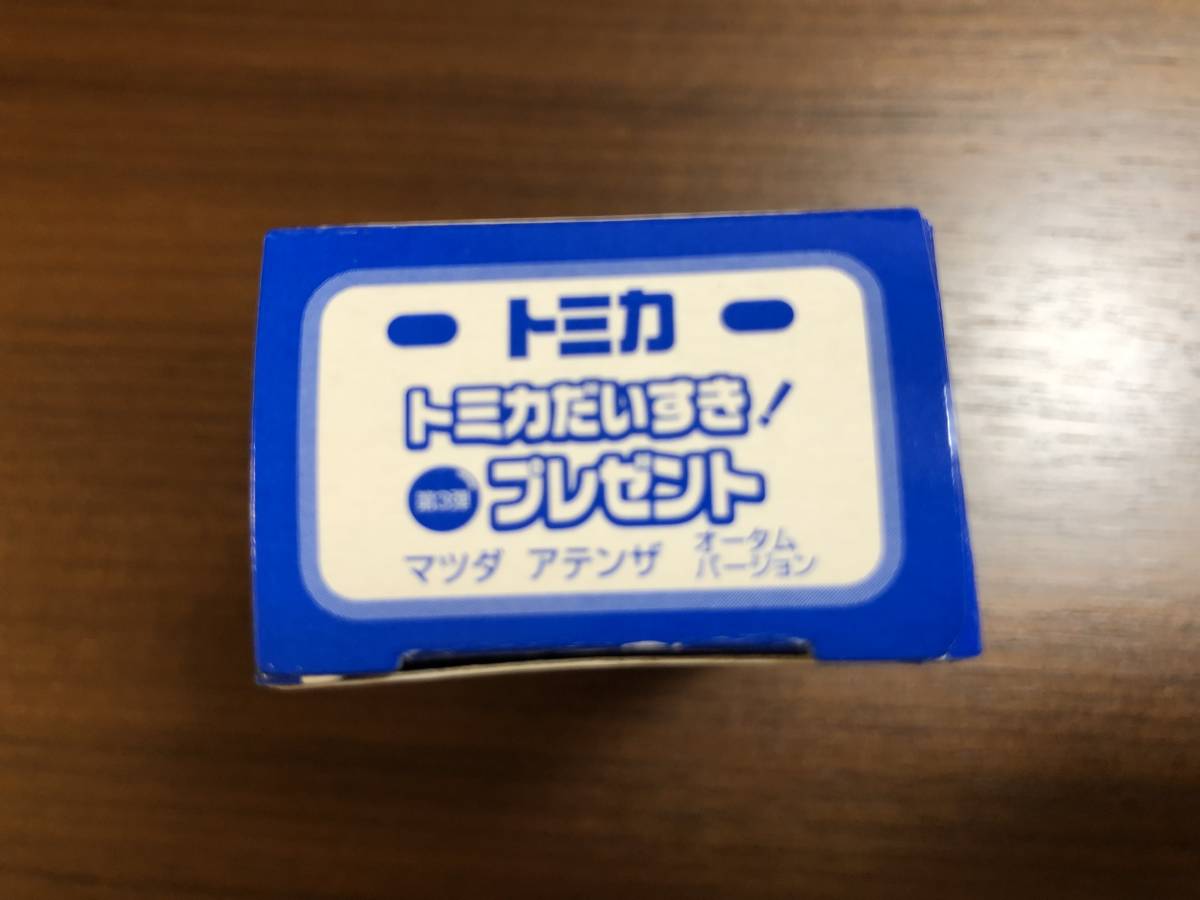 トミカ
トミカだいすき!
第3弾 プレゼント
マツダ アテンザ オータム
バージョン